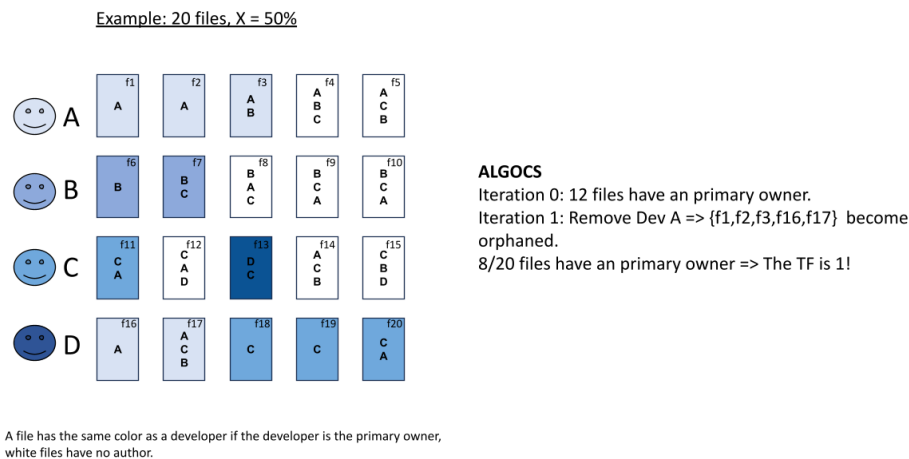 Example: 20 files, X = 50%
A
f1
A
f2
A
f3
A
B
f4
A
B
C
f5
A
C
B
B
f6
B
f7
B
C
f8
B
A
C
f9
B
C
A
f10
B
C
A
C
f11
C
A
f12
C
A
D
f13
D
C
f14
A
C
B
f15
C
B
D
D
f16
A
f17
A
C
B
f18
C
f19
C
f20
C
A
ALGOCS
Iteration 0: 12 files have an primary owner.
Iteration 1: Remove Dev A => {f1,f2,f3,f16,f17} become
orphaned.
8/20 files have an primary owner => The TF is 1!
A file has the same color as a developer if the developer is the primary owner,
white files have no author.